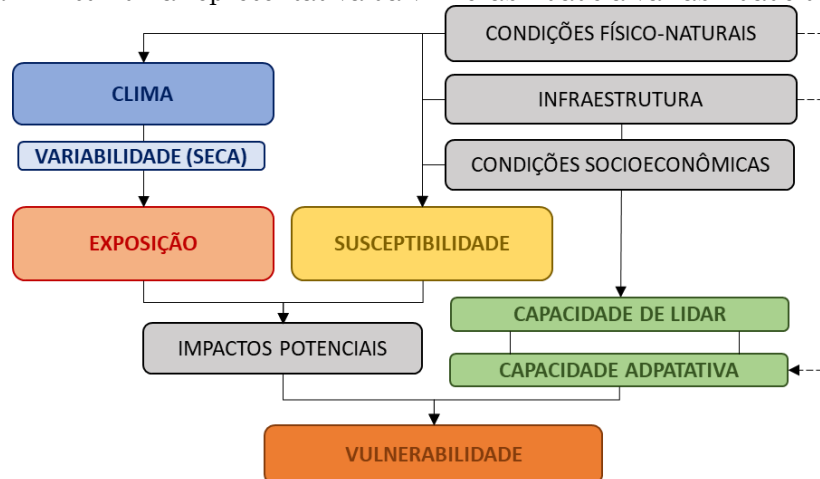 CONDIÇÕES FÍSICO-NATURAIS
CLIMA
INFRAESTRUTURA
VARIABILIDADE (SECA)
CONDIÇÕES SOCIOECONÔMICAS
EXPOSIÇÃO
SUSCEPTIBILIDADE
CAPACIDADE DE LIDAR
IMPACTOS POTENCIAIS
CAPACIDADE ADPATATIVA
VULNERABILIDADE